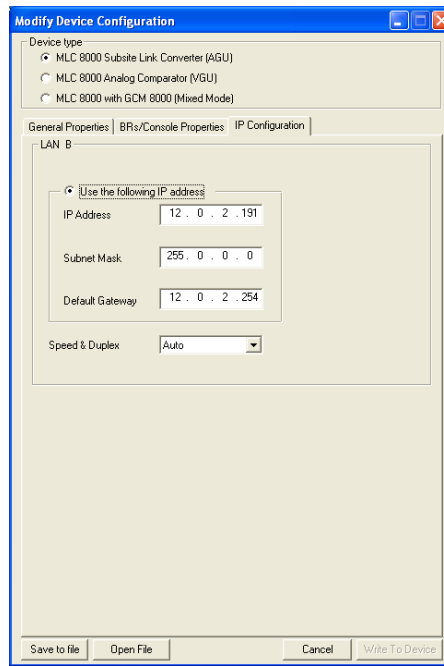 Modify Device Configuration
Device type
MLC 8000 Subsite Link Converter (AGU)
MLC 8000 Analog Comparator (VGU)
MLC 8000 with GCM 8000 (Mixed Mode)
General Properties BRs/Console Properties IP Configuration
LAN B
Use the following IP address
IP Address 12 . 0 . 2 . 191
Subnet Mask 255 . 0 . 0 . 0
Default Gateway 12 . 0 . 2 . 254
Speed & Duplex Auto
Save to file Open File Cancel Write To Device